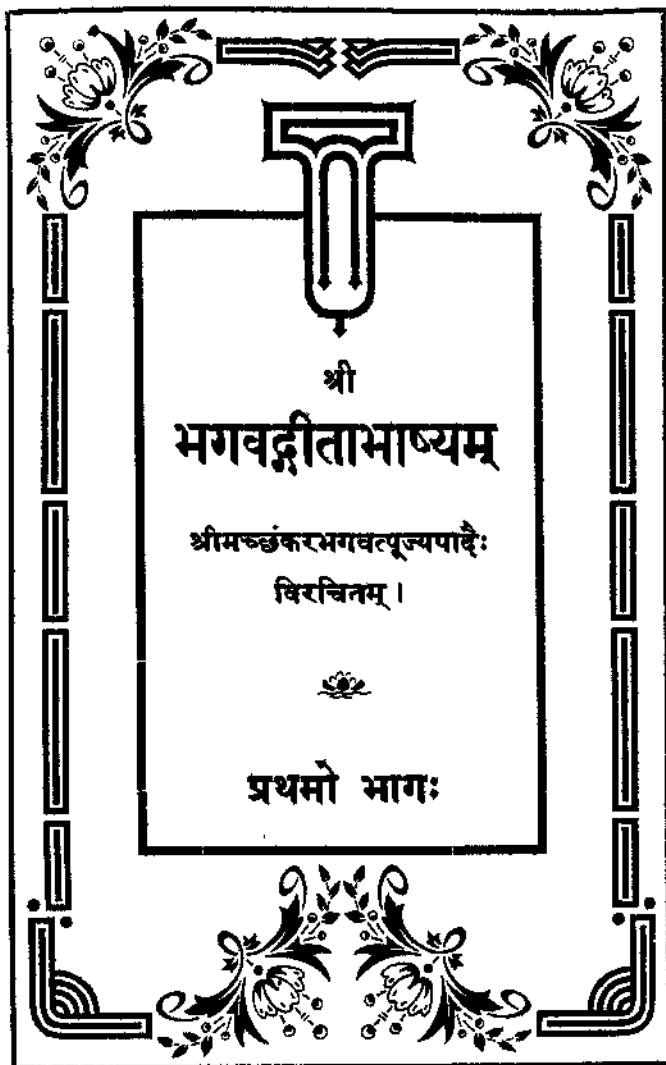 श्री
भगवद्गीताभाष्यम्
श्रीमच्छंकरभगवत्पूज्यपादैः
विरचितम् ।
प्रथमो भागः